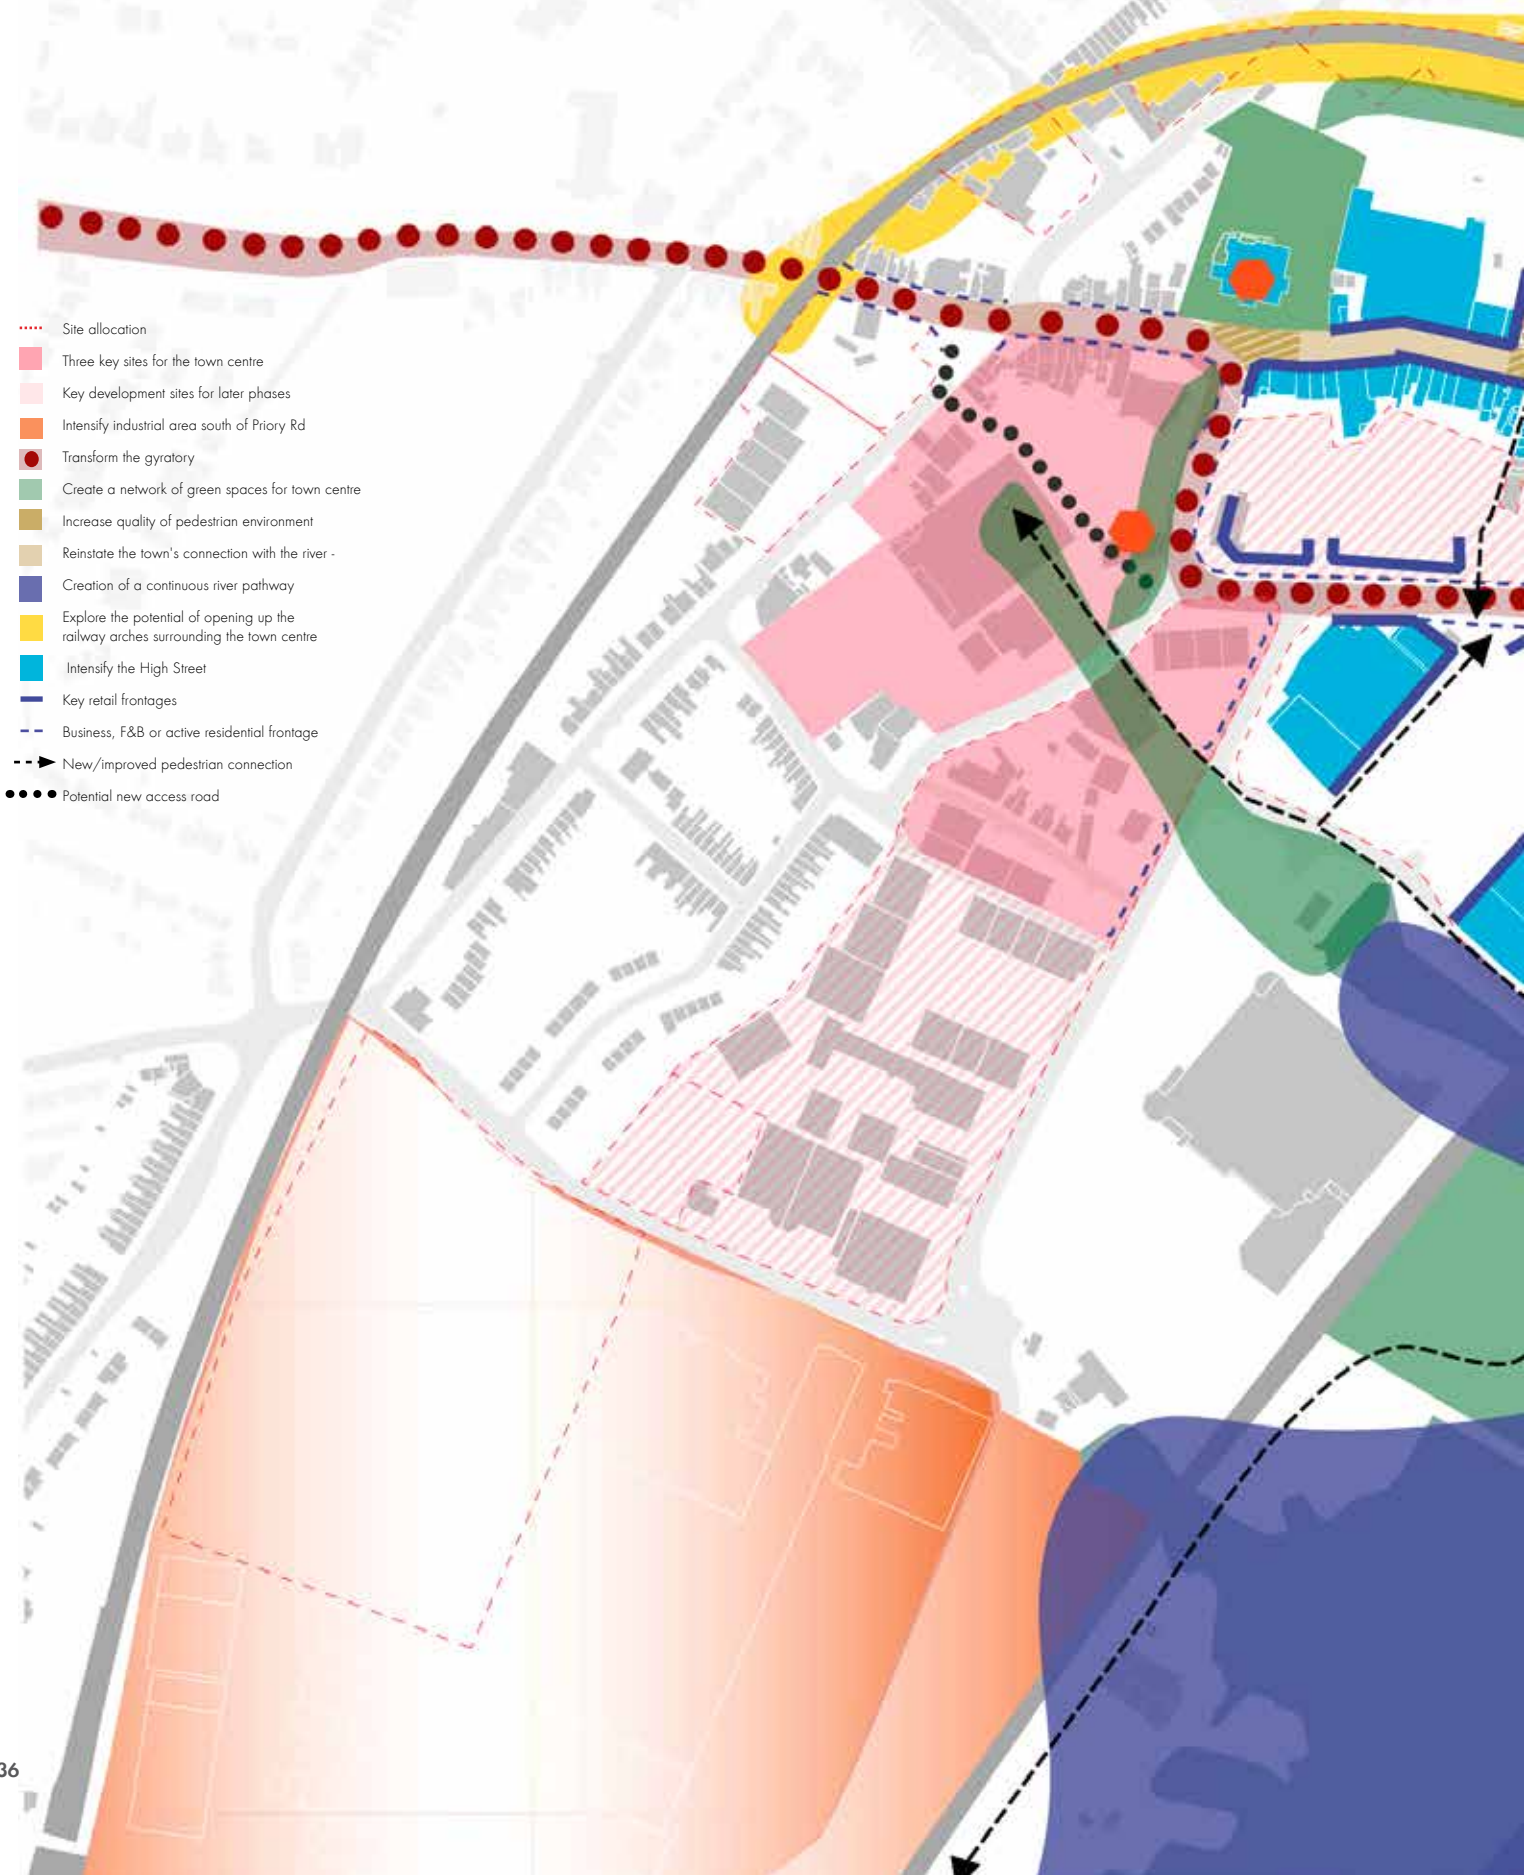 Site allocation
Three key sites for the town centre
Key development sites for later phases
Intensify industrial area south of Priory Rd
Transform the gyratory
Create a network of green spaces for town centre
Increase quality of pedestrian environment
Reinstate the town's connection with the river -
Creation of a continuous river pathway
Explore the potential of opening up the
railway arches surrounding the town centre
Intensify the High Street
Key retail frontages
Business, F&B or active residential frontage
New/improved pedestrian connection
Potential new access road
36